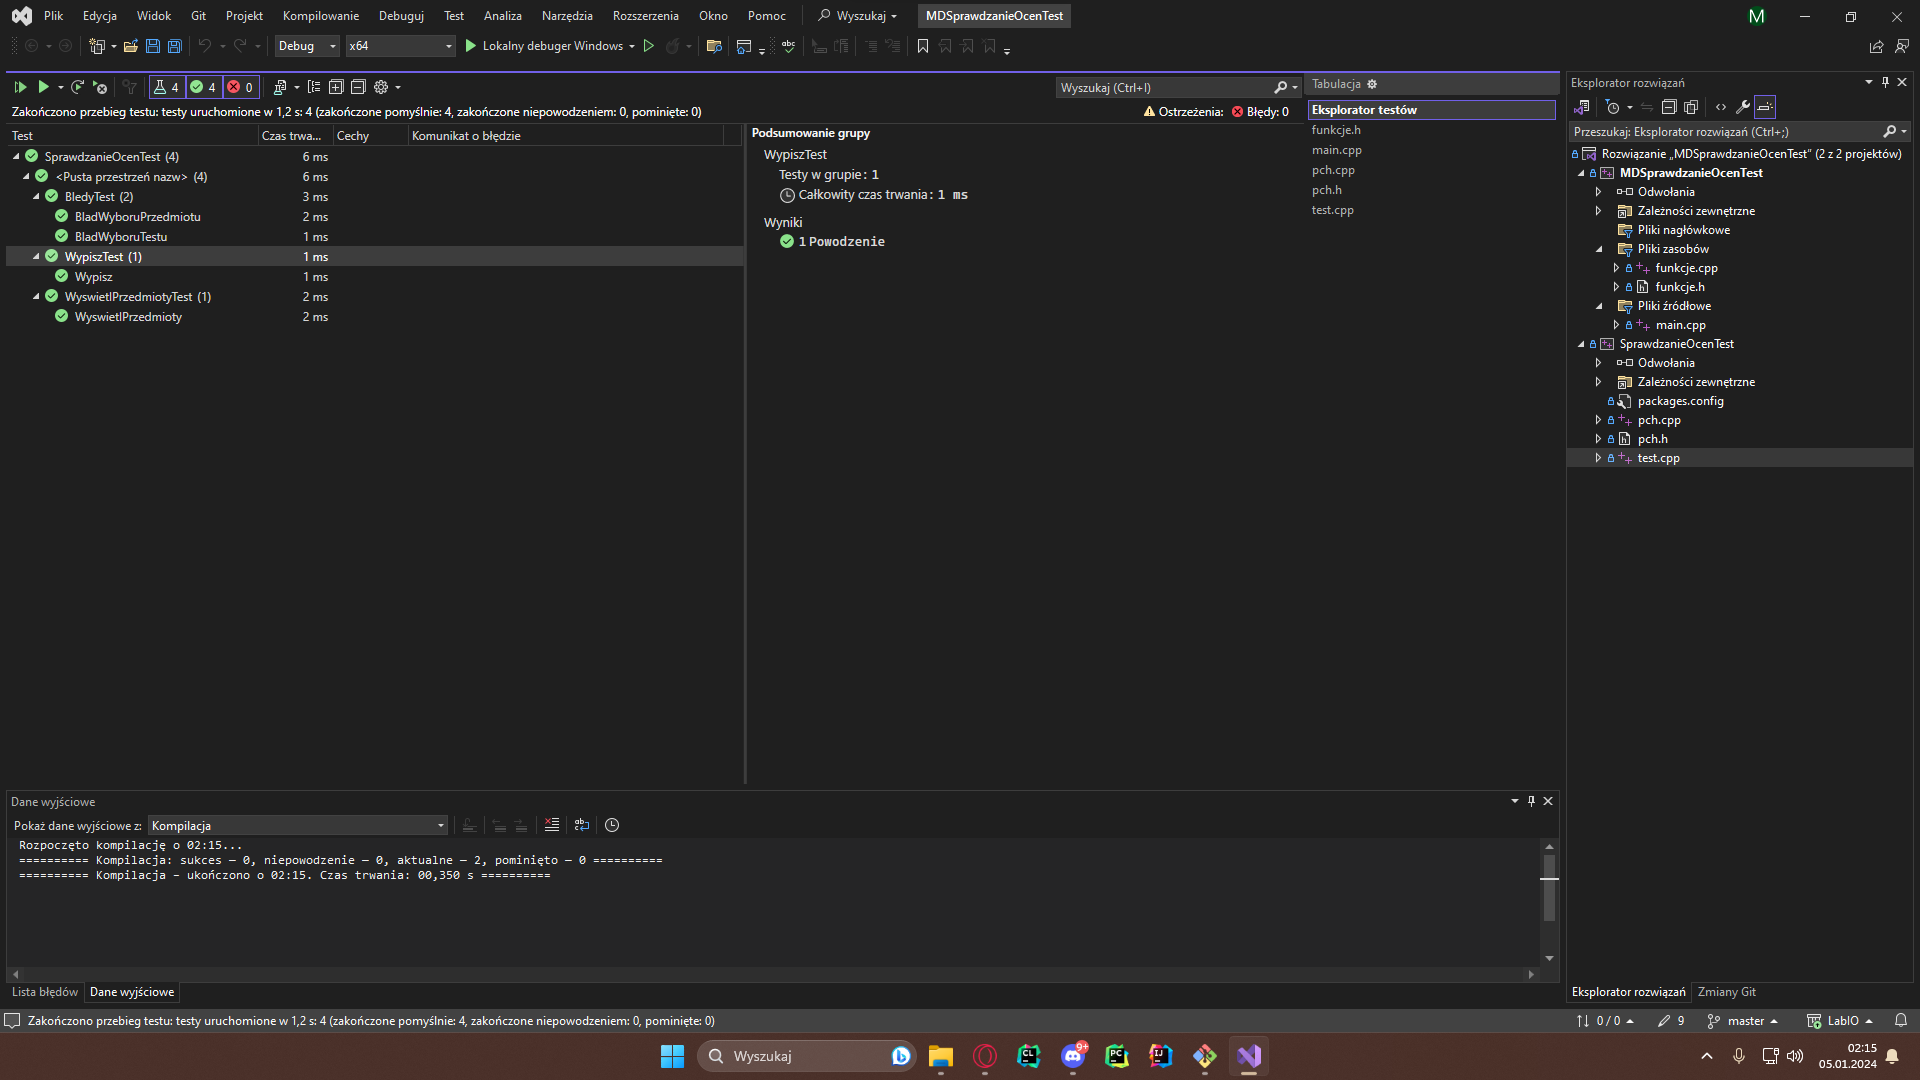 Plik Edycja Widok Git Projekt Kompilowanie Debuguj Test Analiza Narzędzia Rozszerzenia Okno Pomoc Wyszukaj MDSprawdzanieOcenTest M
Debug x64 Lokalny debuger Windows abc
4 4 0 Wyszukaj (Ctrl+I)
Zakończono przebieg testu: testy uruchomione w 1,2 s: 4 (zakończone pomyślnie: 4, zakończone niepowodzeniem: 0, pominięte: 0) Ostrzeżenia: Błędy: 0
Test Czas trwa... Cechy Komunikat o błędzie
SprawdzanieOcenTest (4) 6 ms
<Pusta przestrzeń nazw> (4) 6 ms
BledyTest (2) 3 ms
BladWyboruPrzedmiotu 2 ms
BladWyboruTestu 1 ms
WypiszTest (1) 1 ms
Wypisz 1 ms
WyswietlPrzedmiotyTest (1) 2 ms
WyswietlPrzedmioty 2 ms
Podsumowanie grupy
WypiszTest
Testy w grupie: 1
Całkowity czas trwania: 1 ms
Wyniki
1 Powodzenie
Tabulacja
Eksplorator testów
funkcje.h
main.cpp
pch.cpp
pch.h
test.cpp
Eksplorator rozwiązań
Przeszukaj: Eksplorator rozwiązań (Ctrl+;)
Rozwiązanie „MDSprawdzanieOcenTest” (2 z 2 projektów)
MDSprawdzanieOcenTest
Odwołania
Zależności zewnętrzne
Pliki nagłówkowe
Pliki zasobów
funkcje.cpp
funkcje.h
Pliki źródłowe
main.cpp
SprawdzanieOcenTest
Odwołania
Zależności zewnętrzne
packages.config
pch.cpp
pch.h
test.cpp
Dane wyjściowe
Pokaż dane wyjściowe z: Kompilacja
Rozpoczęto kompilację o 02:15...
========== Kompilacja: sukces — 0, niepowodzenie — 0, aktualne — 2, pominięto — 0 ==========
========== Kompilacja – ukończono o 02:15. Czas trwania: 00,350 s ==========
Lista błędów Dane wyjściowe
Eksplorator rozwiązań Zmiany Git
Zakończono przebieg testu: testy uruchomione w 1,2 s: 4 (zakończone pomyślnie: 4, zakończone niepowodzeniem: 0, pominięte: 0) 0 / 0 9 master LabIO
Wyszukaj CL 9+ PC IJ 02:15
05.01.2024